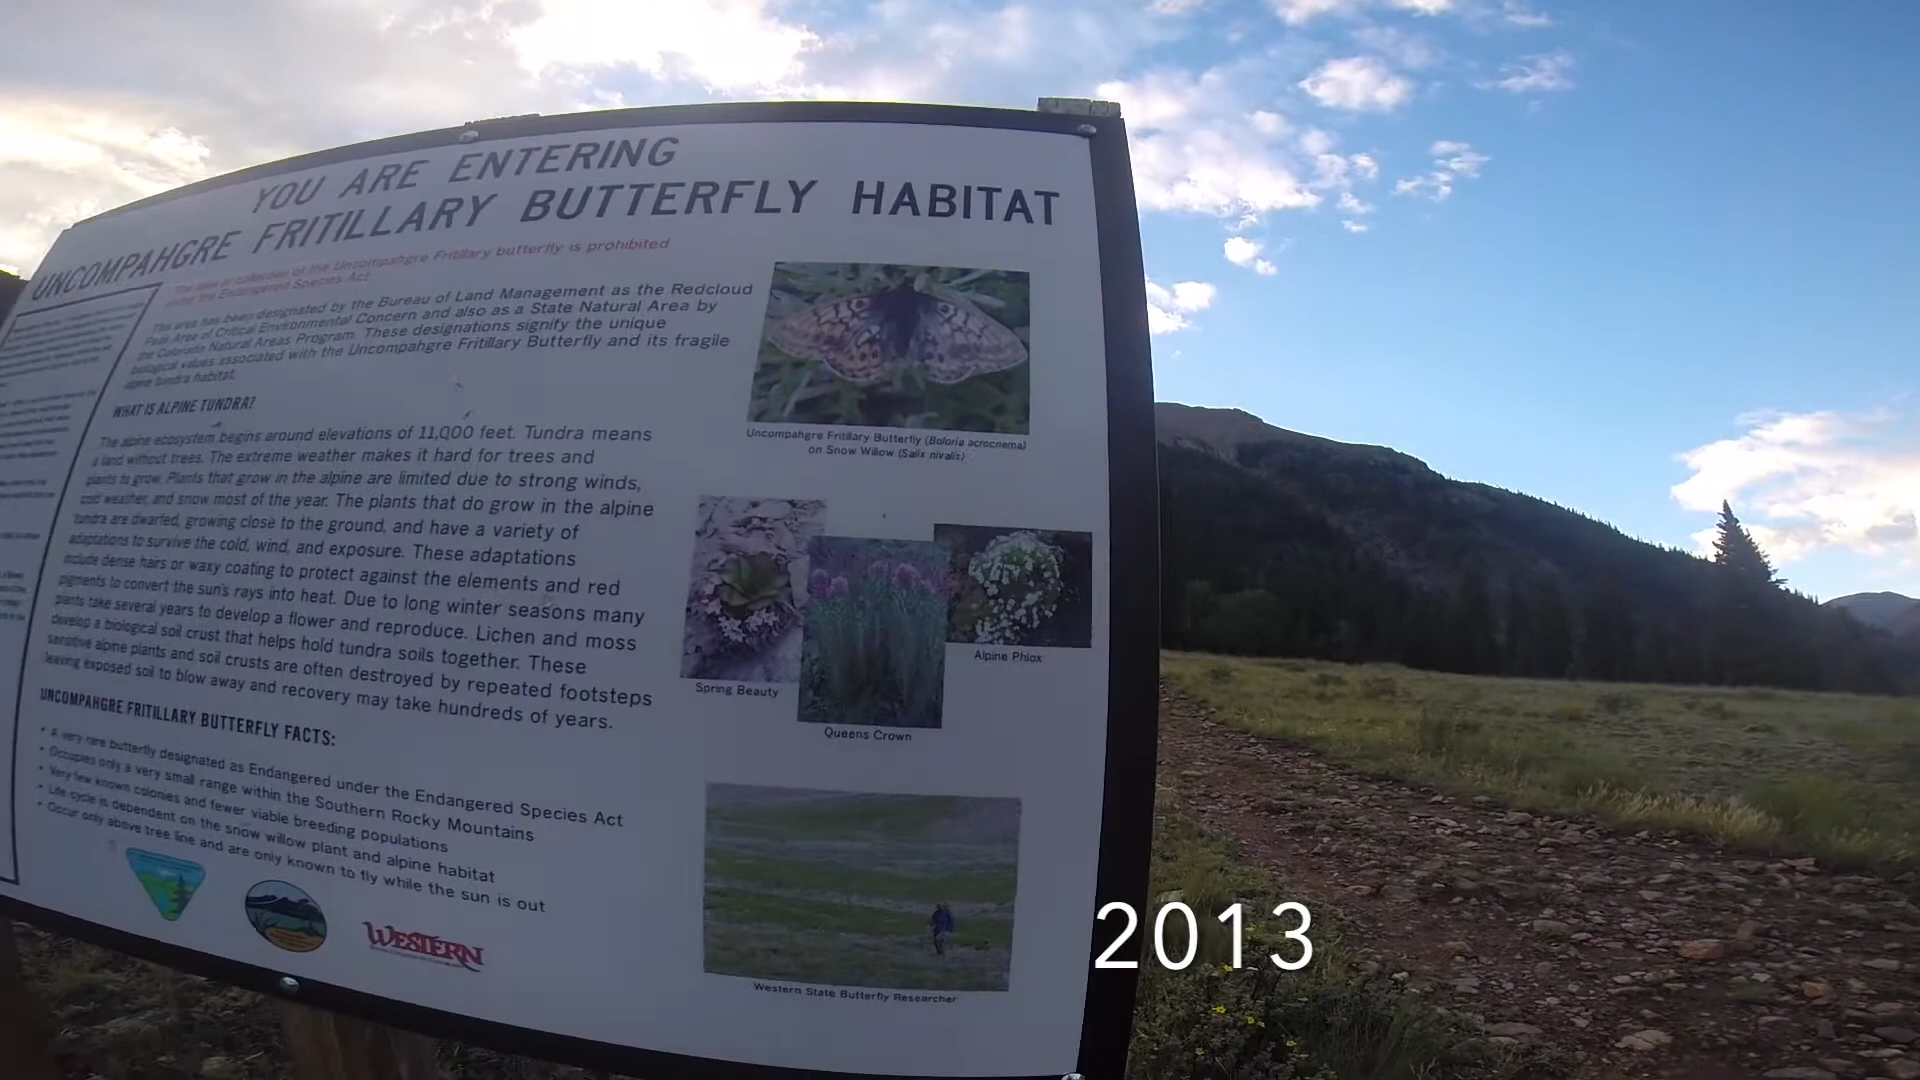 YOU ARE ENTERING
UNCOMPAHGRE FRITILLARY BUTTERFLY HABITAT
The take or collection of the Uncompahgre Fritillary butterfly is prohibited
under the Endangered Species Act.
This area has been designated by the Bureau of Land Management as the Redcloud
Peak Area of Critical Environmental Concern and also as a State Natural Area by
the Colorado Natural Areas Program. These designations signify the unique
biological values associated with the Uncompahgre Fritillary Butterfly and its fragile
alpine tundra habitat.
WHAT IS ALPINE TUNDRA?
The alpine ecosystem begins around elevations of 11,000 feet. Tundra means
a land without trees. The extreme weather makes it hard for trees and
plants to grow. Plants that grow in the alpine are limited due to strong winds,
cold weather, and snow most of the year. The plants that do grow in the alpine
tundra are dwarfed, growing close to the ground, and have a variety of
adaptations to survive the cold, wind, and exposure. These adaptations
include dense hairs or waxy coating to protect against the elements and red
pigments to convert the sun's rays into heat. Due to long winter seasons many
plants take several years to develop a flower and reproduce. Lichen and moss
develop a biological soil crust that helps hold tundra soils together. These
sensitive alpine plants and soil crusts are often destroyed by repeated footsteps
leaving exposed soil to blow away and recovery may take hundreds of years.
UNCOMPAHGRE FRITILLARY BUTTERFLY FACTS:
• A very rare butterfly designated as Endangered under the Endangered Species Act
• Occupies only a very small range within the Southern Rocky Mountains
• Very few known colonies and fewer viable breeding populations
• Life cycle is dependent on the snow willow plant and alpine habitat
• Occur only above tree line and are only known to fly while the sun is out
WESTERN
Uncompahgre Fritillary Butterfly (Boloria acrocnema)
on Snow Willow (Salix nivalis)
Spring Beauty
Queens Crown
Alpine Phlox
Western State Butterfly Researcher
2013